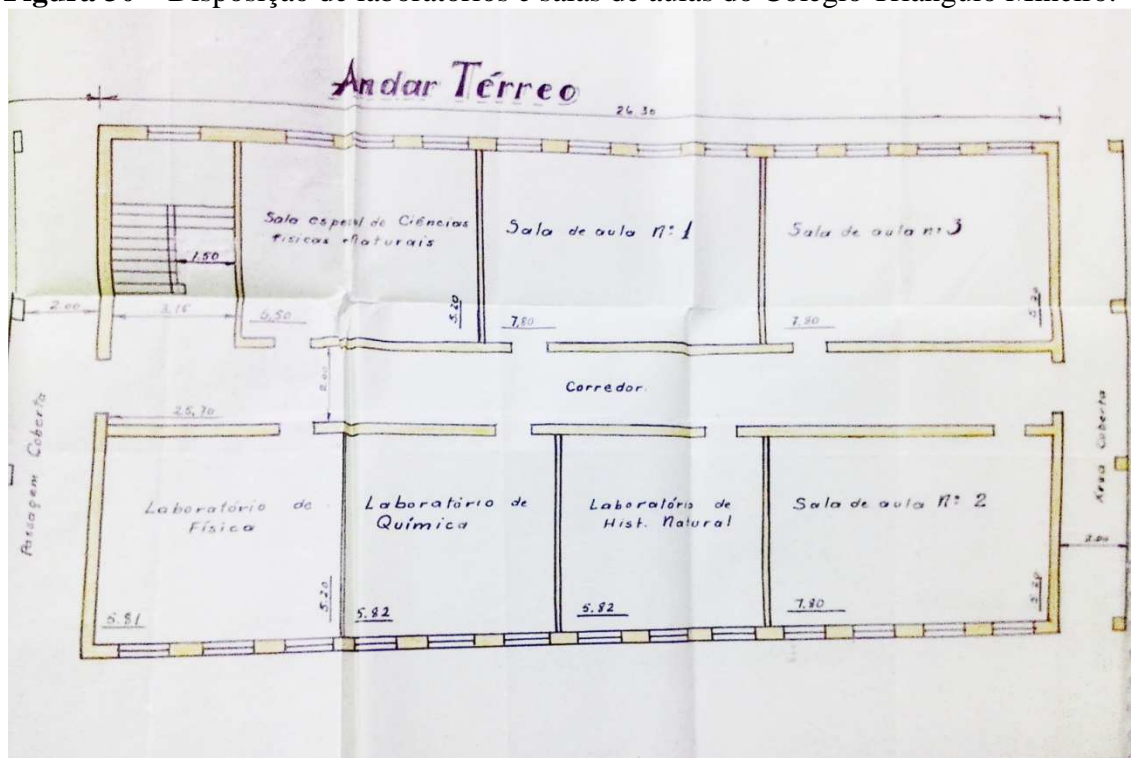 Disposição de laboratórios e salas de aulas do Colégio Triângulo Mineiro.
Andar Térreo
26.30
Sala especial de Ciências
físicas e Naturais
Sala de aula Nº 1
Sala de aula nº 3
1.50
2.00
3,15
5,50
5.20
7,80
5.20
7.80
5.20
2.00
Corredor.
25,70
Passagem Coberta
Area Coberta
2.00
Laboratório de
Física
Laboratório de
Química
Laboratório de
Hist. Natural
Sala de aula Nº 2
5.81
5.20
5.82
5.82
7.80
5.20